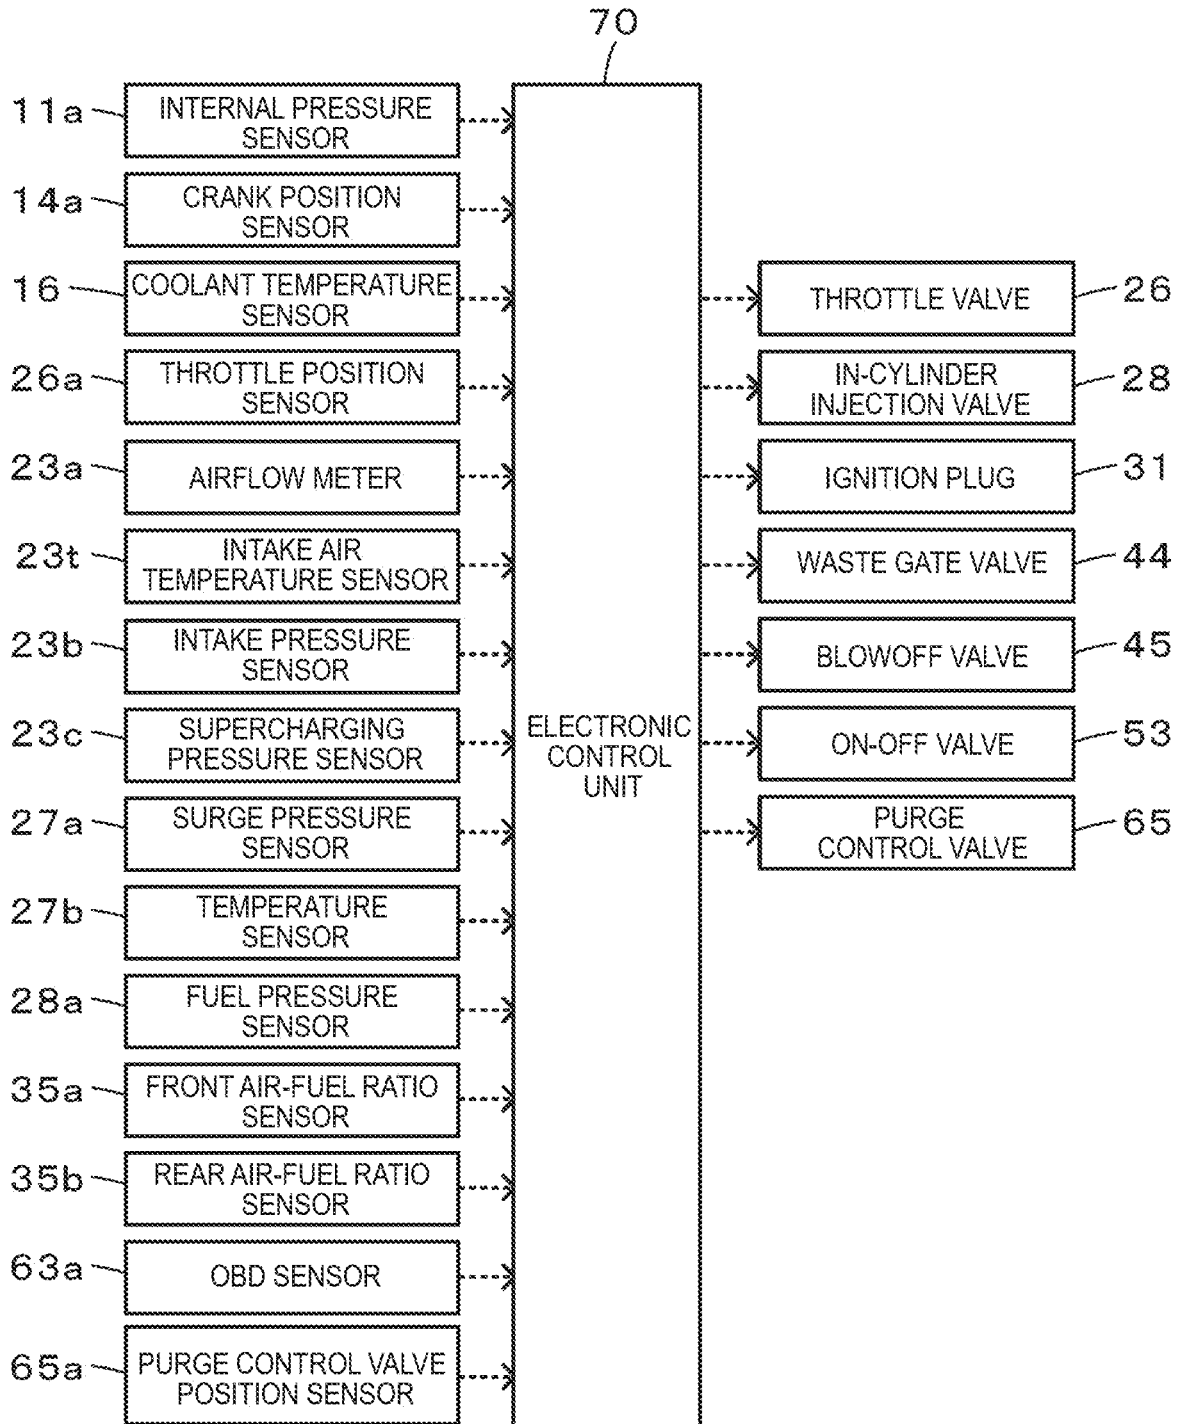 70
11a
INTERNAL PRESSURE
SENSOR
14a
CRANK POSITION
SENSOR
16
COOLANT TEMPERATURE
SENSOR
26a
THROTTLE POSITION
SENSOR
23a
AIRFLOW METER
23t
INTAKE AIR
TEMPERATURE SENSOR
23b
INTAKE PRESSURE
SENSOR
23c
SUPERCHARGING
PRESSURE SENSOR
27a
SURGE PRESSURE
SENSOR
27b
TEMPERATURE
SENSOR
28a
FUEL PRESSURE
SENSOR
35a
FRONT AIR-FUEL RATIO
SENSOR
35b
REAR AIR-FUEL RATIO
SENSOR
63a
OBD SENSOR
65a
PURGE CONTROL VALVE
POSITION SENSOR
ELECTRONIC
CONTROL
UNIT
THROTTLE VALVE
26
IN-CYLINDER
INJECTION VALVE
28
IGNITION PLUG
31
WASTE GATE VALVE
44
BLOWOFF VALVE
45
ON-OFF VALVE
53
PURGE
CONTROL VALVE
65